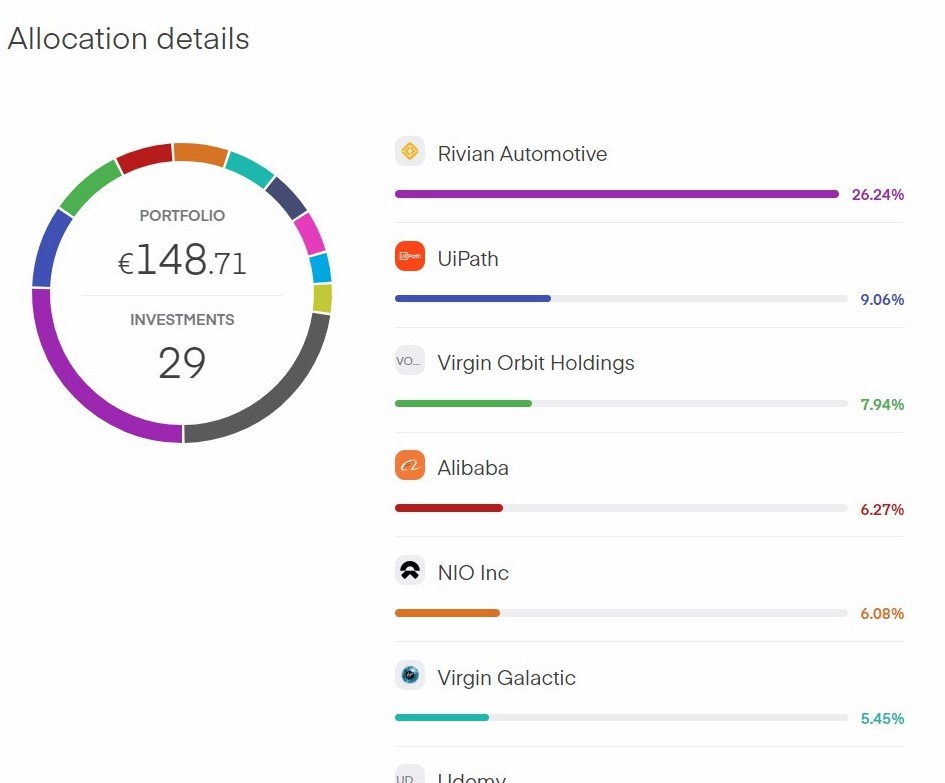 Allocation details
PORTFOLIO
€148.71
INVESTMENTS
29
Rivian Automotive
26.24%
UiPath
UiPath
9.06%
VO...
Virgin Orbit Holdings
7.94%
Alibaba
6.27%
NIO Inc
6.08%
Virgin Galactic
5.45%
UD...
Udemy